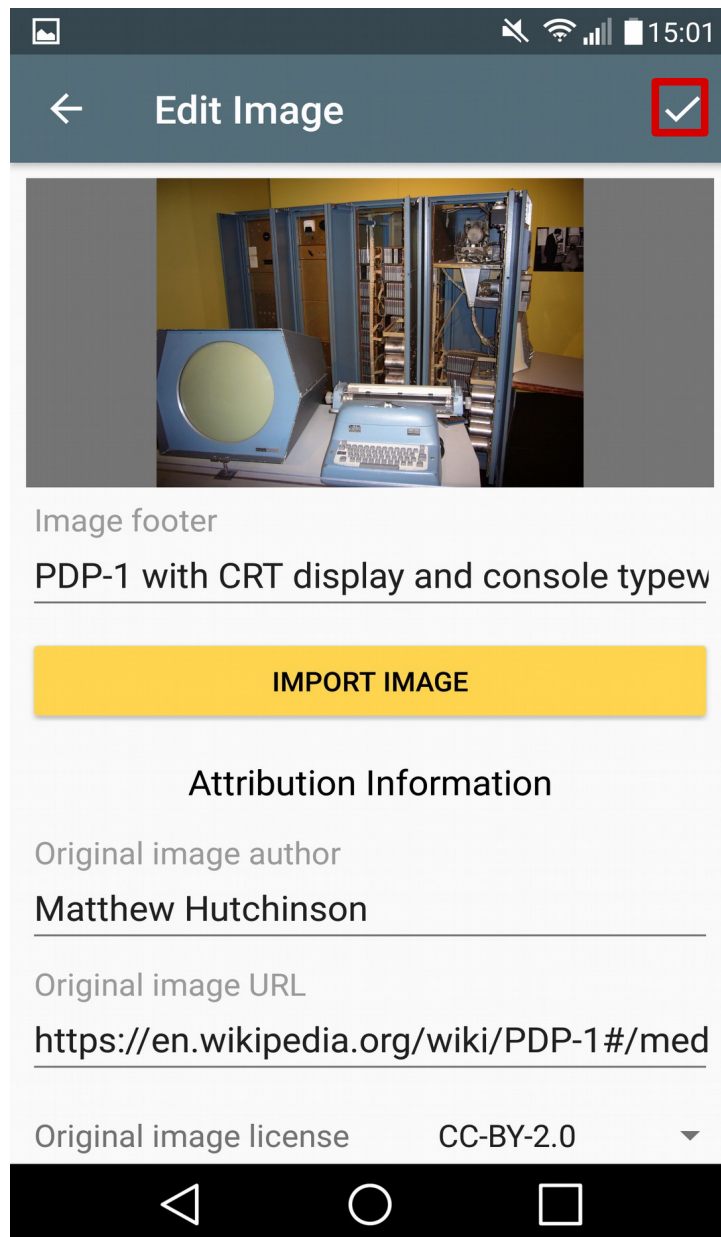 15:01
Edit Image
Image footer
PDP-1 with CRT display and console typew
IMPORT IMAGE
Attribution Information
Original image author
Matthew Hutchinson
Original image URL
https://en.wikipedia.org/wiki/PDP-1#/med
Original image license CC-BY-2.0